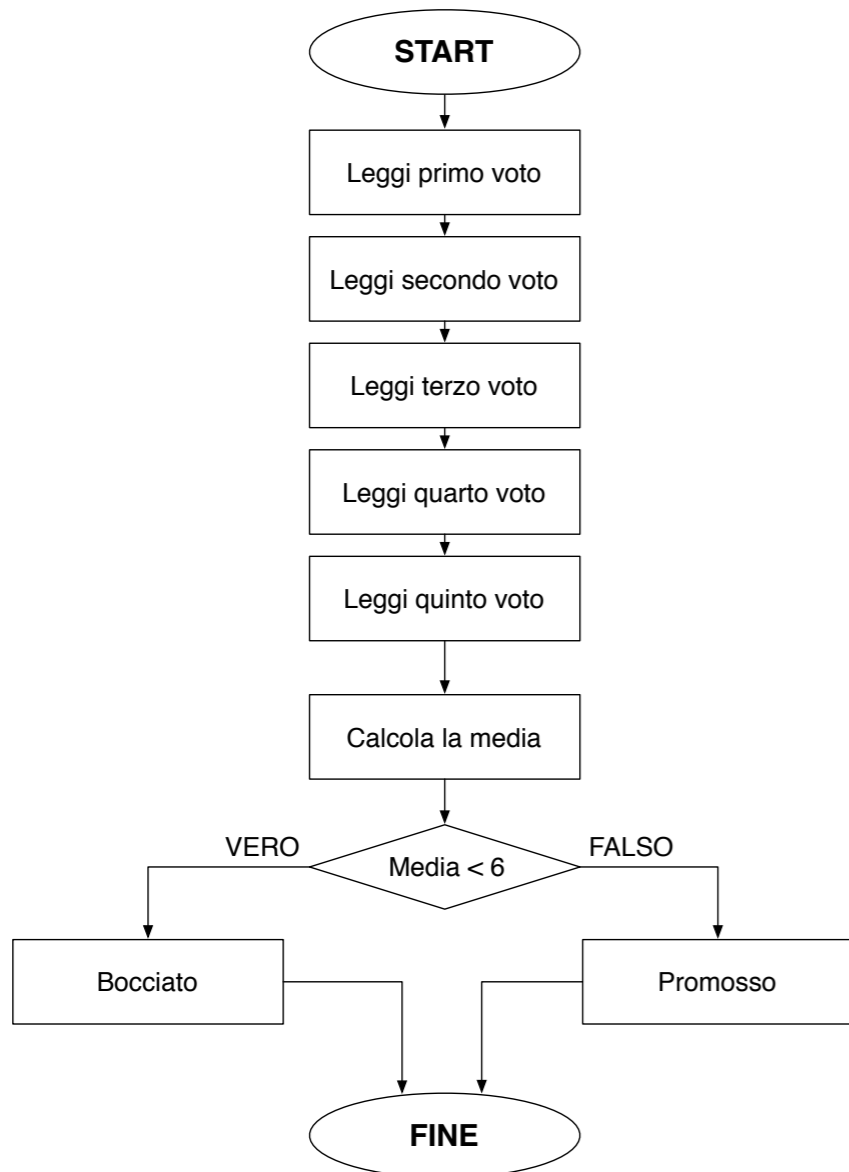 START
Leggi primo voto
Leggi secondo voto
Leggi terzo voto
Leggi quarto voto
Leggi quinto voto
Calcola la media
VERO
Media < 6
FALSO
Bocciato
Promosso
FINE